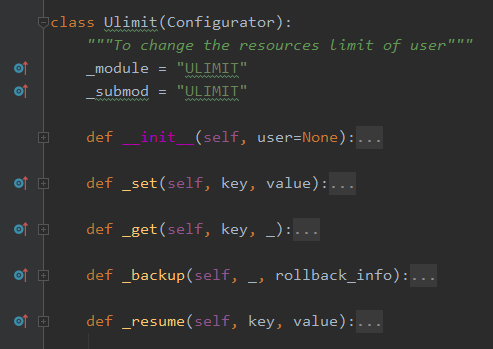 class Ulimit(Configurator):
    """To change the resources limit of user"""
    _module = "ULIMIT"
    _submod = "ULIMIT"
    def __init__(self, user=None):...
    def _set(self, key, value):...
    def _get(self, key, _):...
    def _backup(self, _, rollback_info):...
    def _resume(self, key, value):...